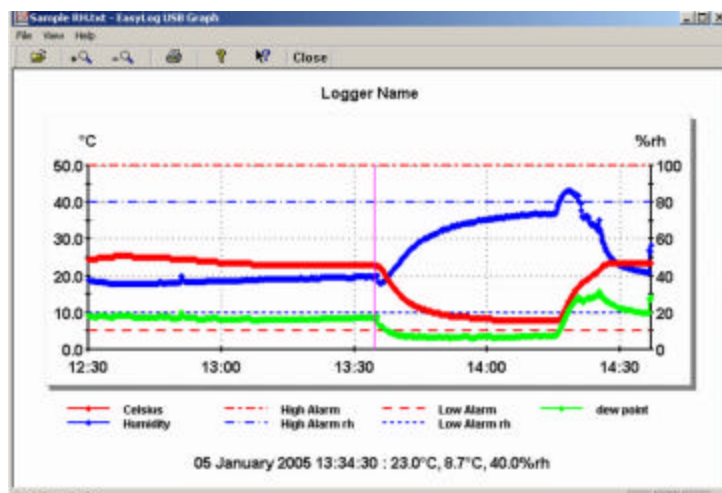 Sample RH.txt - EasyLog USB Graph
File View Help
Close
Logger Name
°C %rh
50.0 100
40.0 80
30.0 60
20.0 40
10.0 20
0.0 0
12:30 13:00 13:30 14:00 14:30
Celsius High Alarm Low Alarm dew point
Humidity High Alarm rh Low Alarm rh
05 January 2005 13:34:30 : 23.0°C, 8.7°C, 40.0%rh